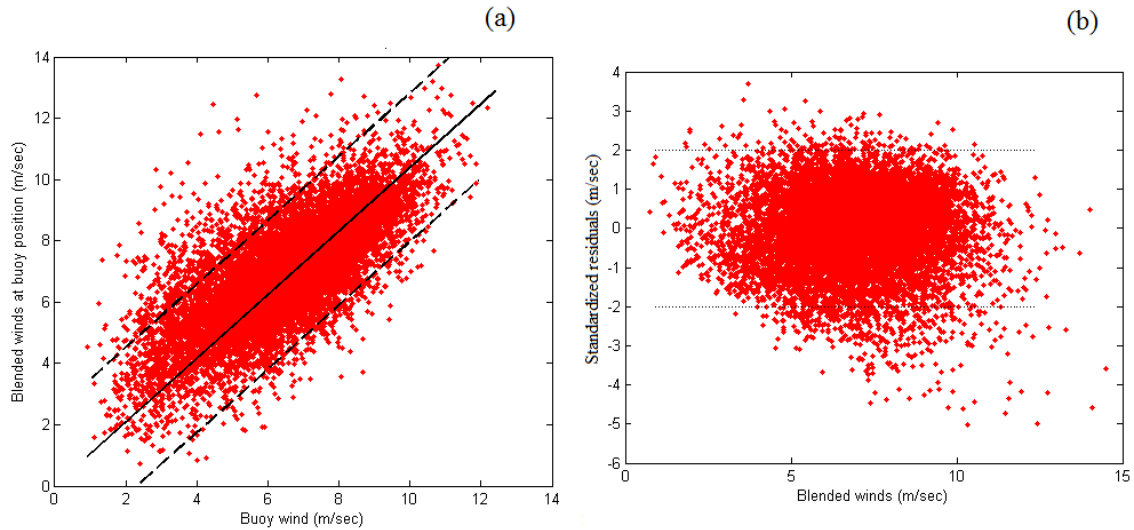 (a)
14
12
10
8
6
4
2
0
0 2 4 6 8 10 12 14
Blended winds at buoy position (m/sec)
Buoy wind (m/sec)
(b)
4
3
2
1
0
-1
-2
-3
-4
-5
-6
0 5 10 15
Standardized residuals (m/sec)
Blended winds (m/sec)